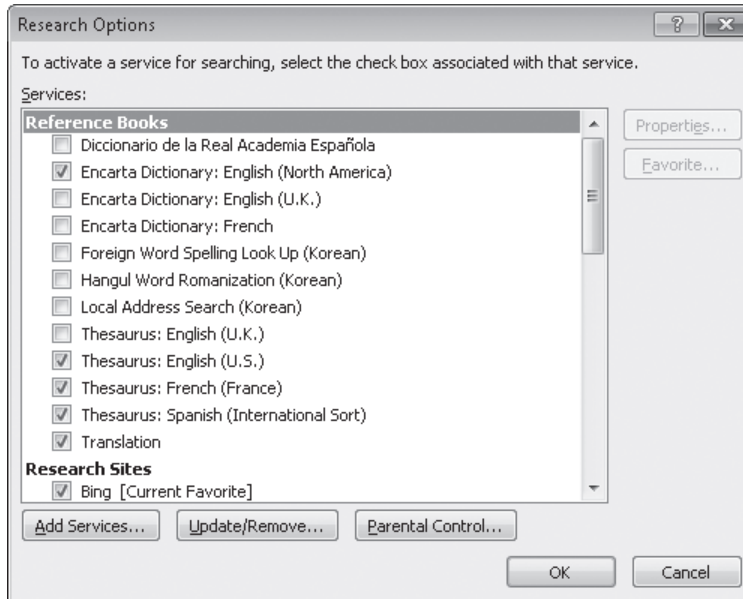 Research Options
To activate a service for searching, select the check box associated with that service.
Services:
Reference Books
Diccionario de la Real Academia Española
Encarta Dictionary: English (North America)
Encarta Dictionary: English (U.K.)
Encarta Dictionary: French
Foreign Word Spelling Look Up (Korean)
Hangul Word Romanization (Korean)
Local Address Search (Korean)
Thesaurus: English (U.K.)
Thesaurus: English (U.S.)
Thesaurus: French (France)
Thesaurus: Spanish (International Sort)
Translation
Research Sites
Bing [Current Favorite]
Properties...
Favorite...
Add Services... Update/Remove... Parental Control...
OK Cancel